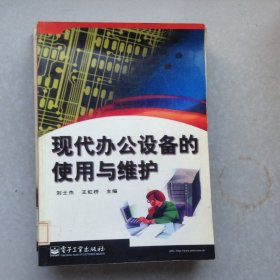 现代办公设备的
使用与维护
刘士杰 王虹桥 主编
电子工业出版社